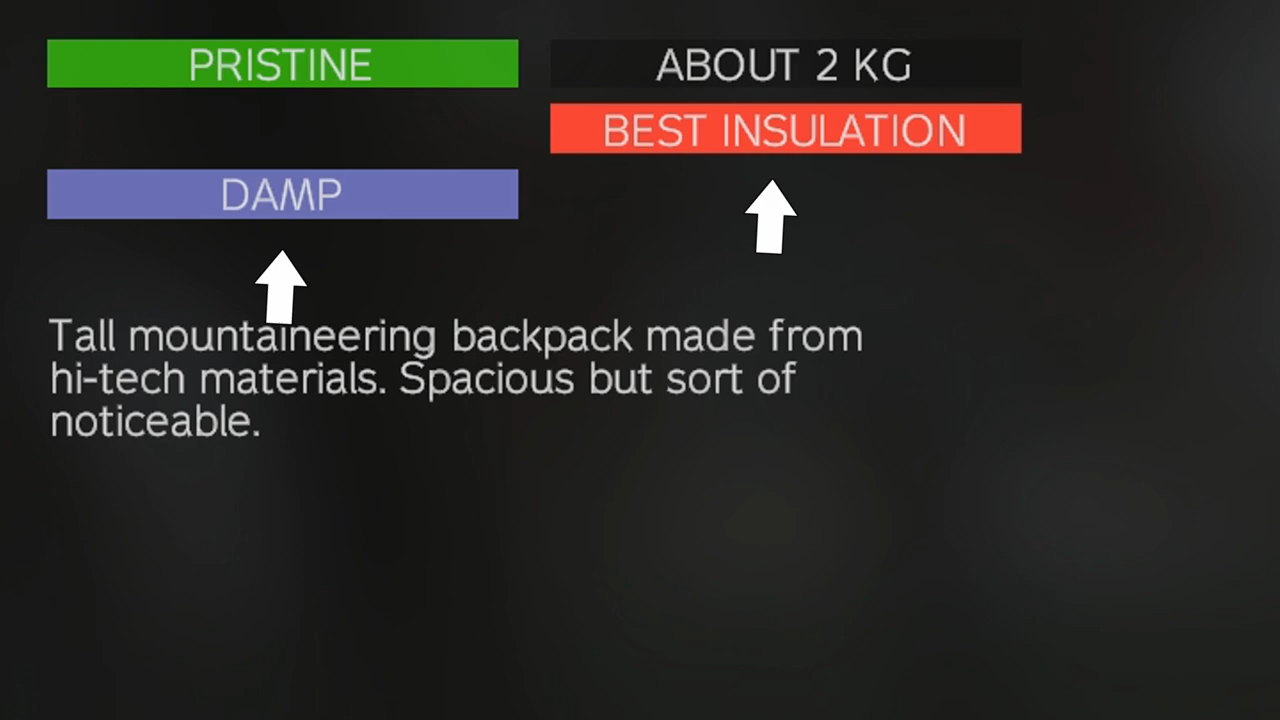 PRISTINE
ABOUT 2 KG
BEST INSULATION
DAMP
Tall mountaineering backpack made from
hi-tech materials. Spacious but sort of
noticeable.